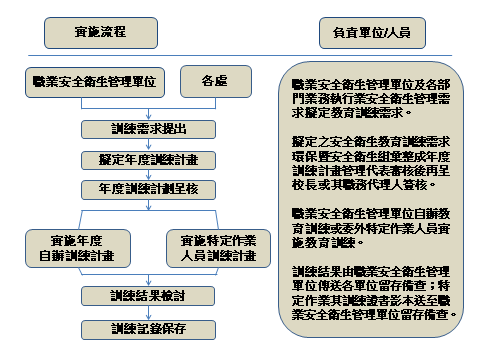 實施流程
負責單位/人員
職業安全衛生管理單位
各處
訓練需求提出
擬定年度訓練計畫
年度訓練計劃呈核
實施年度
自辦訓練計畫
實施特定作業
人員訓練計畫
訓練結果檢討
訓練記錄保存
職業安全衛生管理單位及各部
門業務執行業安全衛生管理需
求擬定教育訓練需求。
擬定之安全衛生教育訓練需求
環保暨安全衛生組彙整成年度
訓練計畫管理代表審核後再呈
校長或其職務代理人簽核。
職業安全衛生管理單位自辦教
育訓練或委外特定作業人員實
施教育訓練。
訓練結果由職業安全衛生管理
單位傳送各單位留存備查；特
定作業其訓練證書影本送至職
業安全衛生管理單位留存備查。